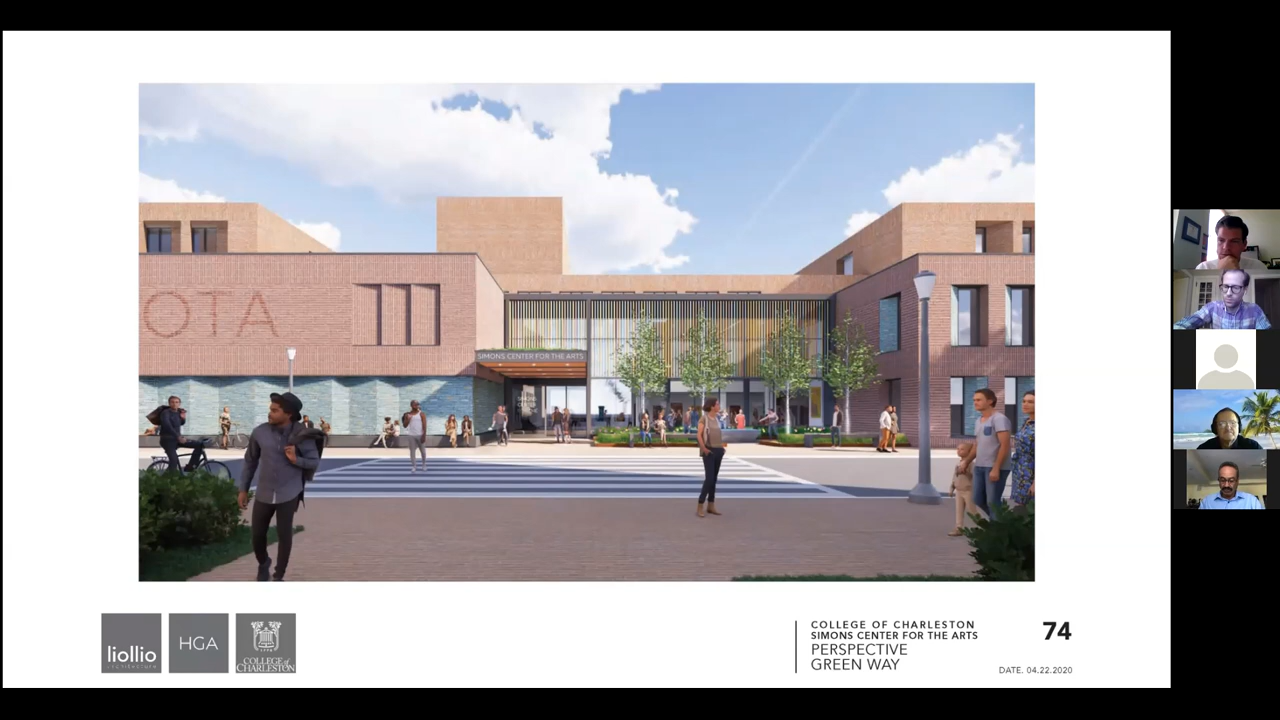 OTA
SIMONS CENTER FOR THE ARTS
liollio
HGA
COLLEGE of
CHARLESTON
COLLEGE OF CHARLESTON
SIMONS CENTER FOR THE ARTS
PERSPECTIVE
GREEN WAY
74
DATE. 04.22.2020